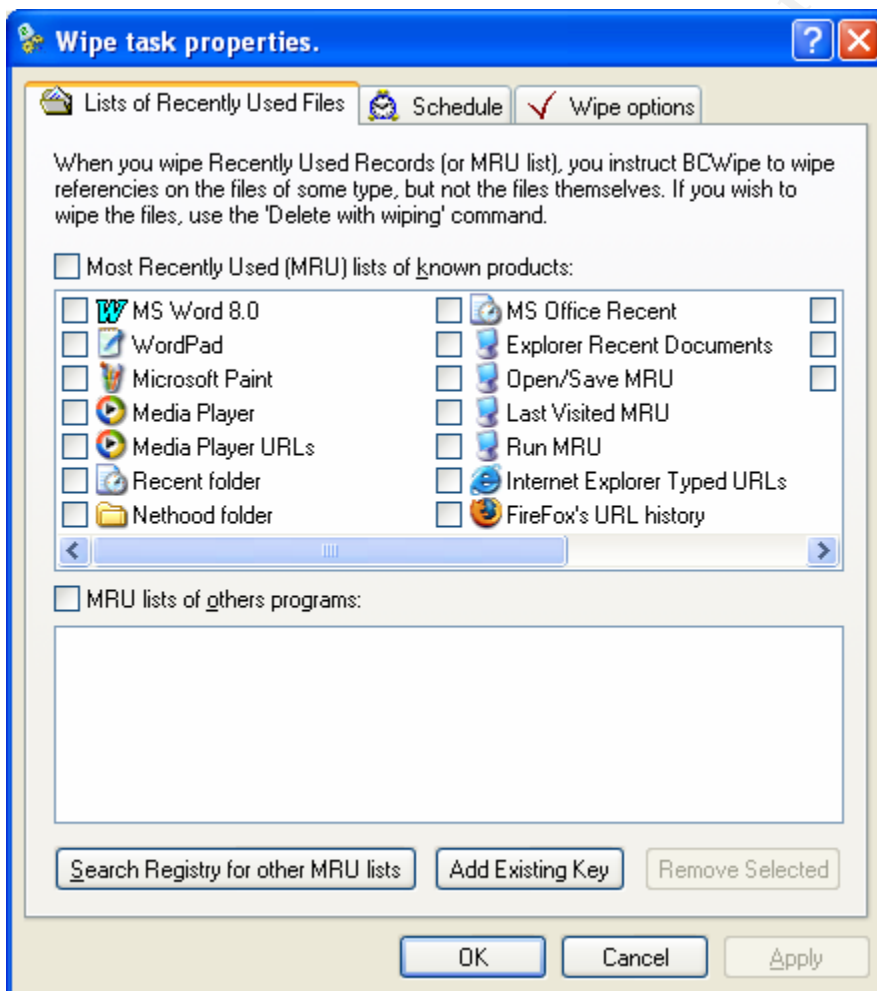 Wipe task properties.
Lists of Recently Used Files
Schedule
Wipe options
When you wipe Recently Used Records (or MRU list), you instruct BCWipe to wipe
referencies on the files of some type, but not the files themselves. If you wish to
wipe the files, use the 'Delete with wiping' command.
Most Recently Used (MRU) lists of known products:
MS Word 8.0
WordPad
Microsoft Paint
Media Player
Media Player URLs
Recent folder
Nethood folder
MS Office Recent
Explorer Recent Documents
Open/Save MRU
Last Visited MRU
Run MRU
Internet Explorer Typed URLs
FireFox's URL history
MRU lists of others programs:
Search Registry for other MRU lists
Add Existing Key
Remove Selected
OK
Cancel
Apply